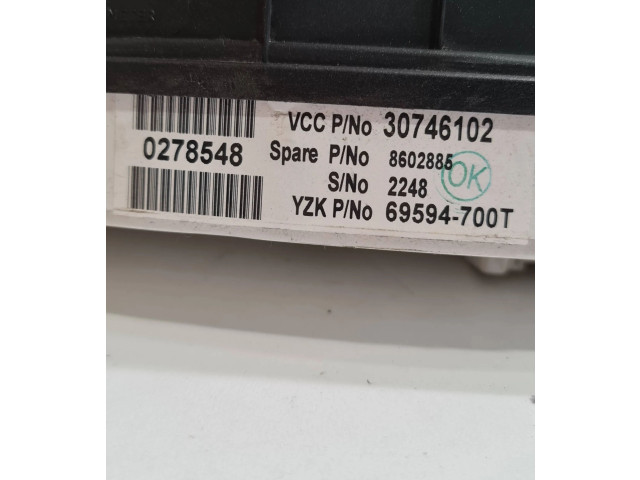 VCC P/No 30746102
0278548
Spare P/No 8602885
OK
S/No 2248
YZK P/No 69594-700T